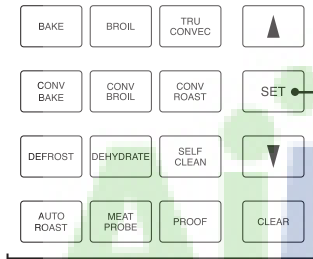 BAKE BROIL TRU CONVEC ▲
CONV BAKE CONV BROIL CONV ROAST SET
DEFROST DEHYDRATE SELF CLEAN ▼
AUTO ROAST MEAT PROBE PROOF CLEAR